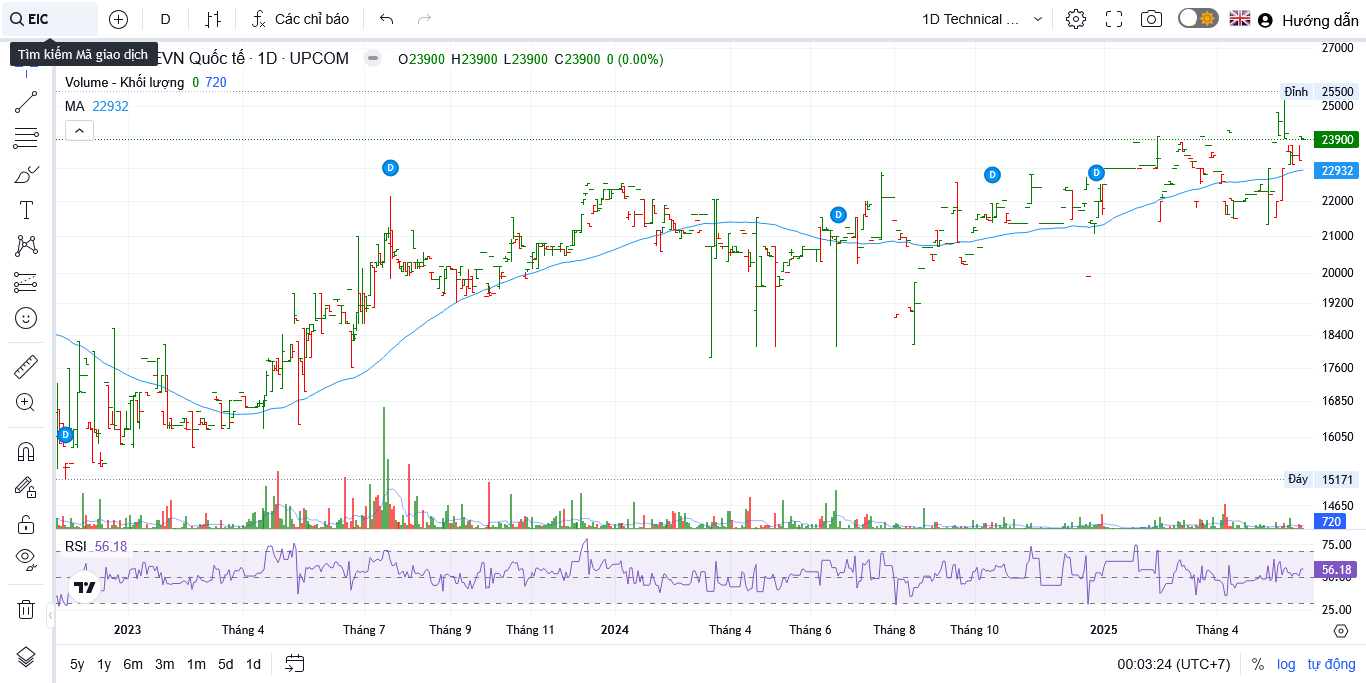 EIC D Các chỉ báo 1D Technical ... Hướng dẫn
Tìm kiếm Mã giao dịch EVN Quốc tế · 1D · UPCOM O23900 H23900 L23900 C23900 0 (0.00%)
Volume - Khối lượng 0 720
MA 22932
27000
Đỉnh 25500
25000
23900
22932
22000
21000
20000
19200
18400
17600
16850
16050
Đáy 15171
14650
720
D
D
D
D
D
RSI 56.18
75.00
56.18
50.00
25.00
2023 Tháng 4 Tháng 7 Tháng 9 Tháng 11 2024 Tháng 4 Tháng 6 Tháng 8 Tháng 10 2025 Tháng 4
5y 1y 6m 3m 1m 5d 1d 00:03:24 (UTC+7) % log tự động